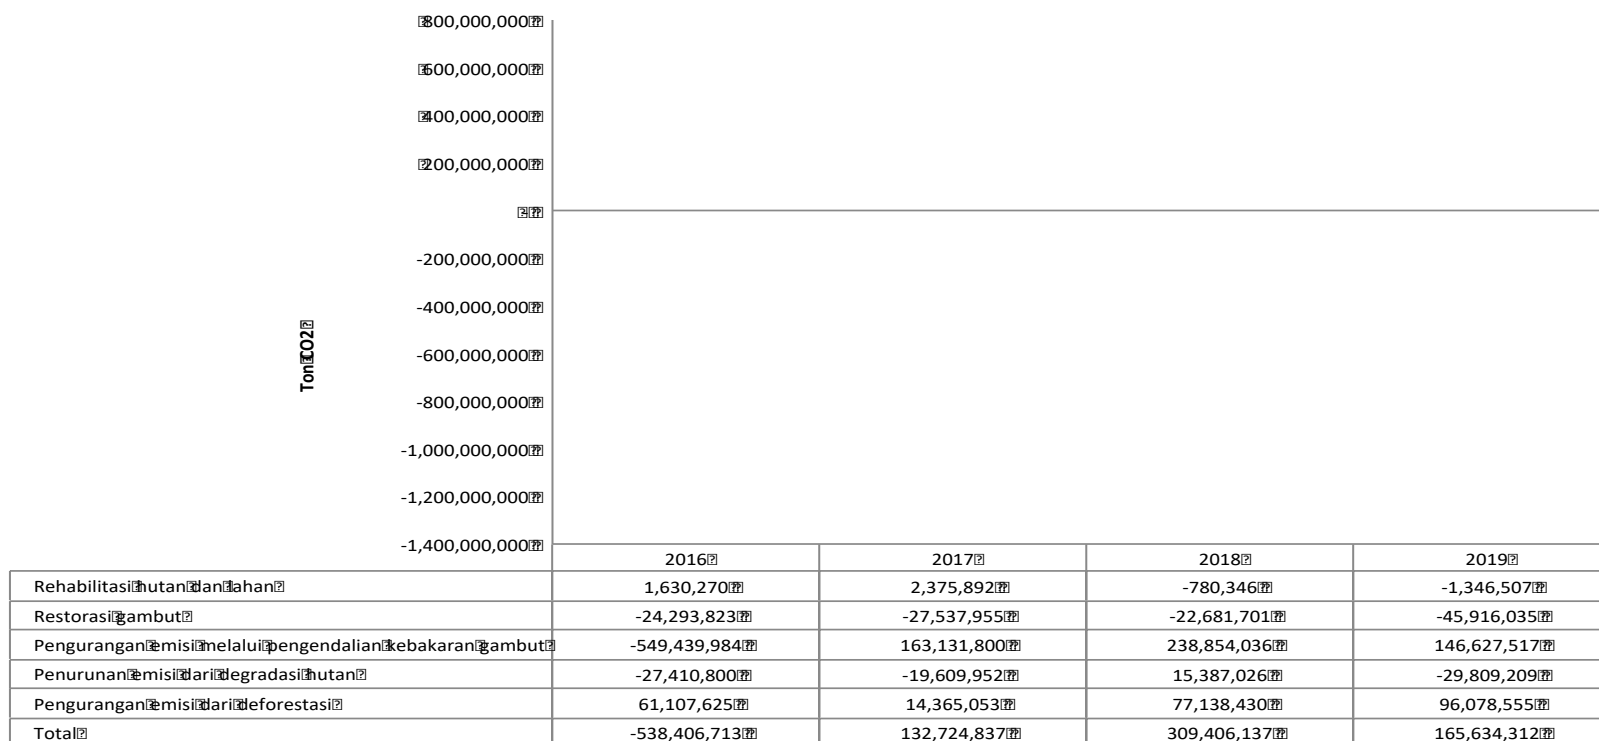 800,000,000
600,000,000
400,000,000
200,000,000
-
-200,000,000
-400,000,000
-600,000,000
-800,000,000
-1,000,000,000
-1,200,000,000
-1,400,000,000
Ton CO2
2016 2017 2018 2019
Rehabilitasi hutan dan lahan 1,630,270 2,375,892 -780,346 -1,346,507
Restorasi gambut -24,293,823 -27,537,955 -22,681,701 -45,916,035
Pengurangan emisi melalui pengendalian kebakaran gambut -549,439,984 163,131,800 238,854,036 146,627,517
Penurunan emisi dari degradasi hutan -27,410,800 -19,609,952 15,387,026 -29,809,209
Pengurangan emisi dari deforestasi 61,107,625 14,365,053 77,138,430 96,078,555
Total -538,406,713 132,724,837 309,406,137 165,634,312